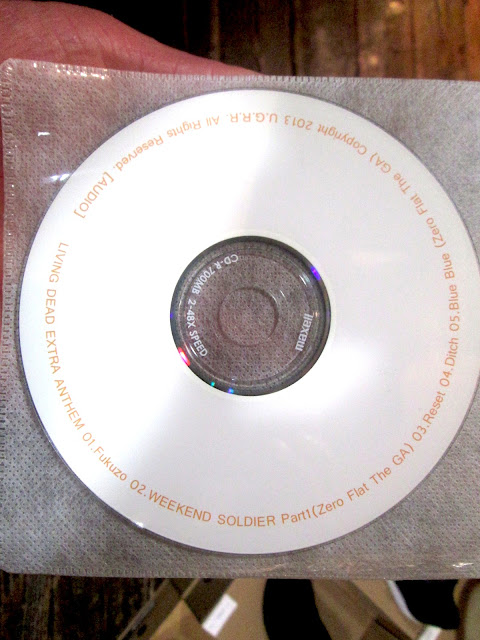 LIVING DEAD EXTRA ANTHEM 01.Fukuzo 02.WEEKEND SOLDIER Part1(Zero Flat The GA) 03.Reset 04.Ditch 05.Blue Blue (Zero Flat The GA) Copyright 2013 U.G.R.R. All Rights Reserved. [AUDIO]
CD-R 700MB 2-48X SPEED
maxell